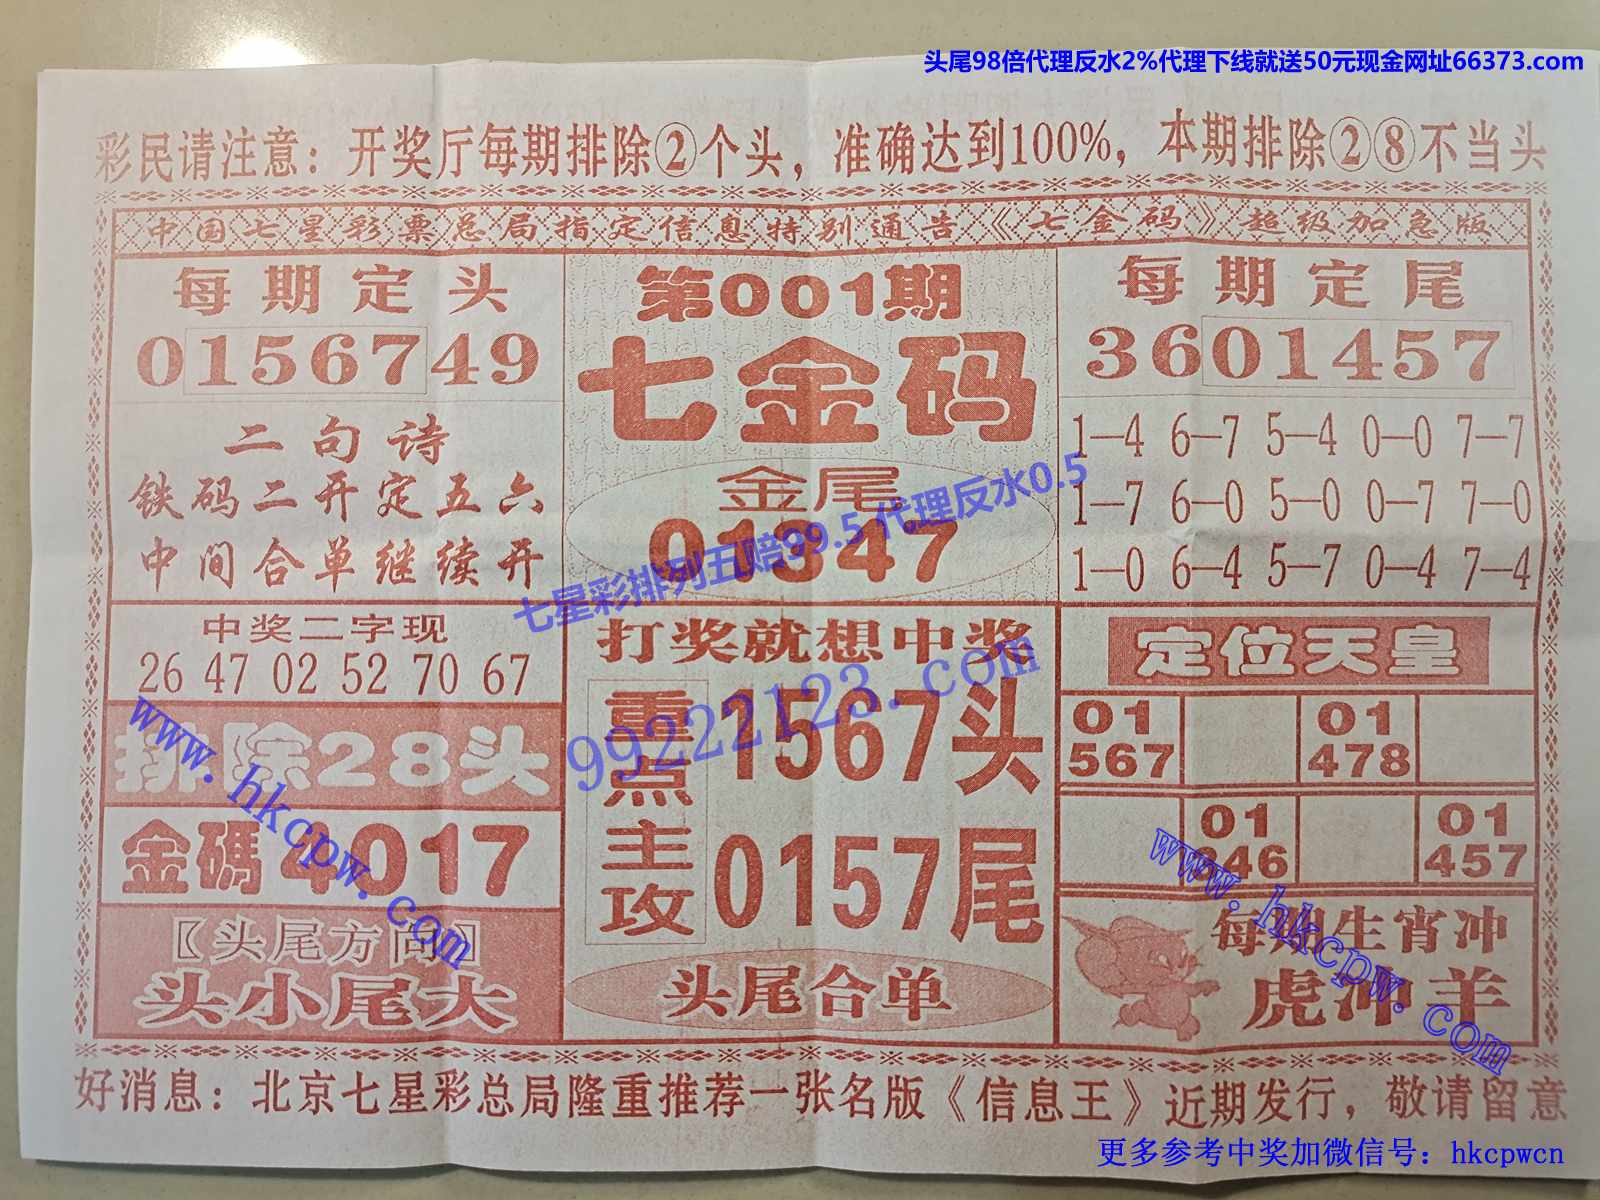 头尾98倍代理反水2%代理下线就送50元现金网址66373.com
彩民请注意：开奖厅每期排除②个头，准确达到100%，本期排除②⑧不当头
中国七星彩票总局指定信息特别通告《七金码》超级加急版
每期定头
0156749
二句诗
铁码二开定五六
中间合单继续开
第001期
七金码
金尾
01347
七星彩排列五赔99.5 代理反水0.5
每期定尾
3601457
1—4 6—7 5—4 0—0 7—7
1—7 6—0 5—0 0—7 7—0
1—0 6—4 5—7 0—4 7—4
中奖二字现
26 47 02 52 70 67
排除28头
金碼4017
〖头尾方向〗
头小尾大
www.hkcpw.com
打奖就想中奖
99222123.com
重点主攻
1567头
0157尾
头尾合单
定位天皇
01 01
567 478
01 01
346 457
www.hkcpw.com
每期生宵冲
虎冲羊
好消息：北京七星彩总局隆重推荐一张名版《信息王》近期发行，敬请留意
更多参考中奖加微信号：hkcpwcn